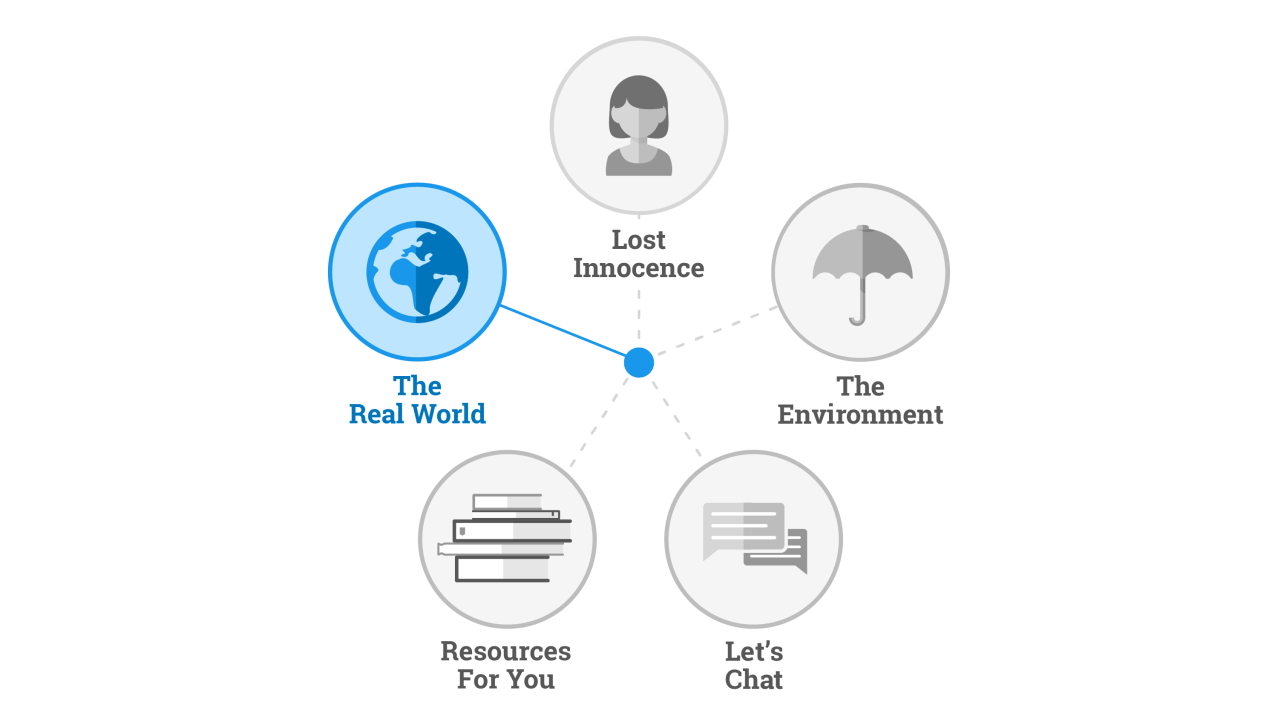 Lost
Innocence
The
Real World
The
Environment
Resources
For You
Let's
Chat